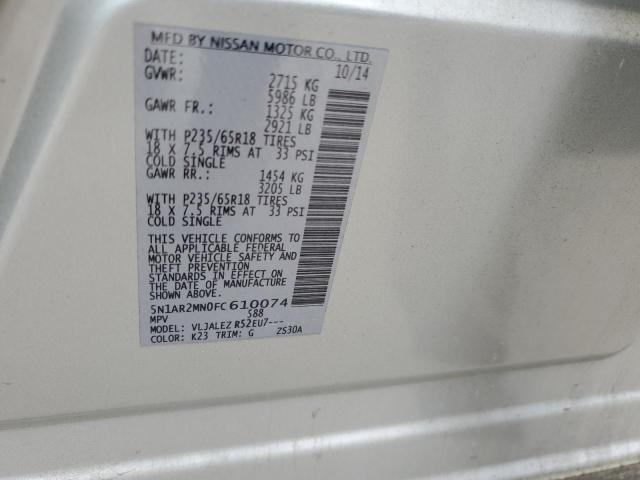 MFD BY NISSAN MOTOR CO., LTD.
DATE: 10/14
GVWR: 2715 KG
5986 LB
GAWR FR.: 1325 KG
2921 LB
WITH P235/65R18 TIRES
18 X 7.5 RIMS AT 33 PSI
COLD SINGLE
GAWR RR.: 1454 KG
3205 LB
WITH P235/65R18 TIRES
18 X 7.5 RIMS AT 33 PSI
COLD SINGLE
THIS VEHICLE CONFORMS TO
ALL APPLICABLE FEDERAL
MOTOR VEHICLE SAFETY AND
THEFT PREVENTION
STANDARDS IN EFFECT ON
THE DATE OF MANUFACTURE
SHOWN ABOVE.
5N1AR2MN0FC610074
MPV 588
MODEL: VLJALEZ R52EU7---
COLOR: K23 TRIM: G ZS30A